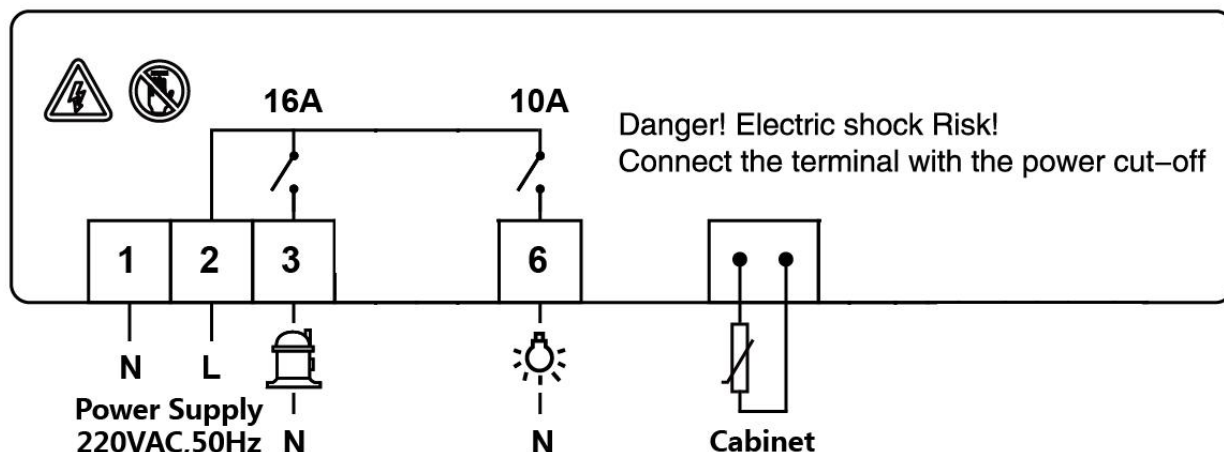 16A
10A
Danger! Electric shock Risk!
Connect the terminal with the power cut-off
1
2
3
6
N
L
Power Supply
220VAC,50Hz
N
N
Cabinet